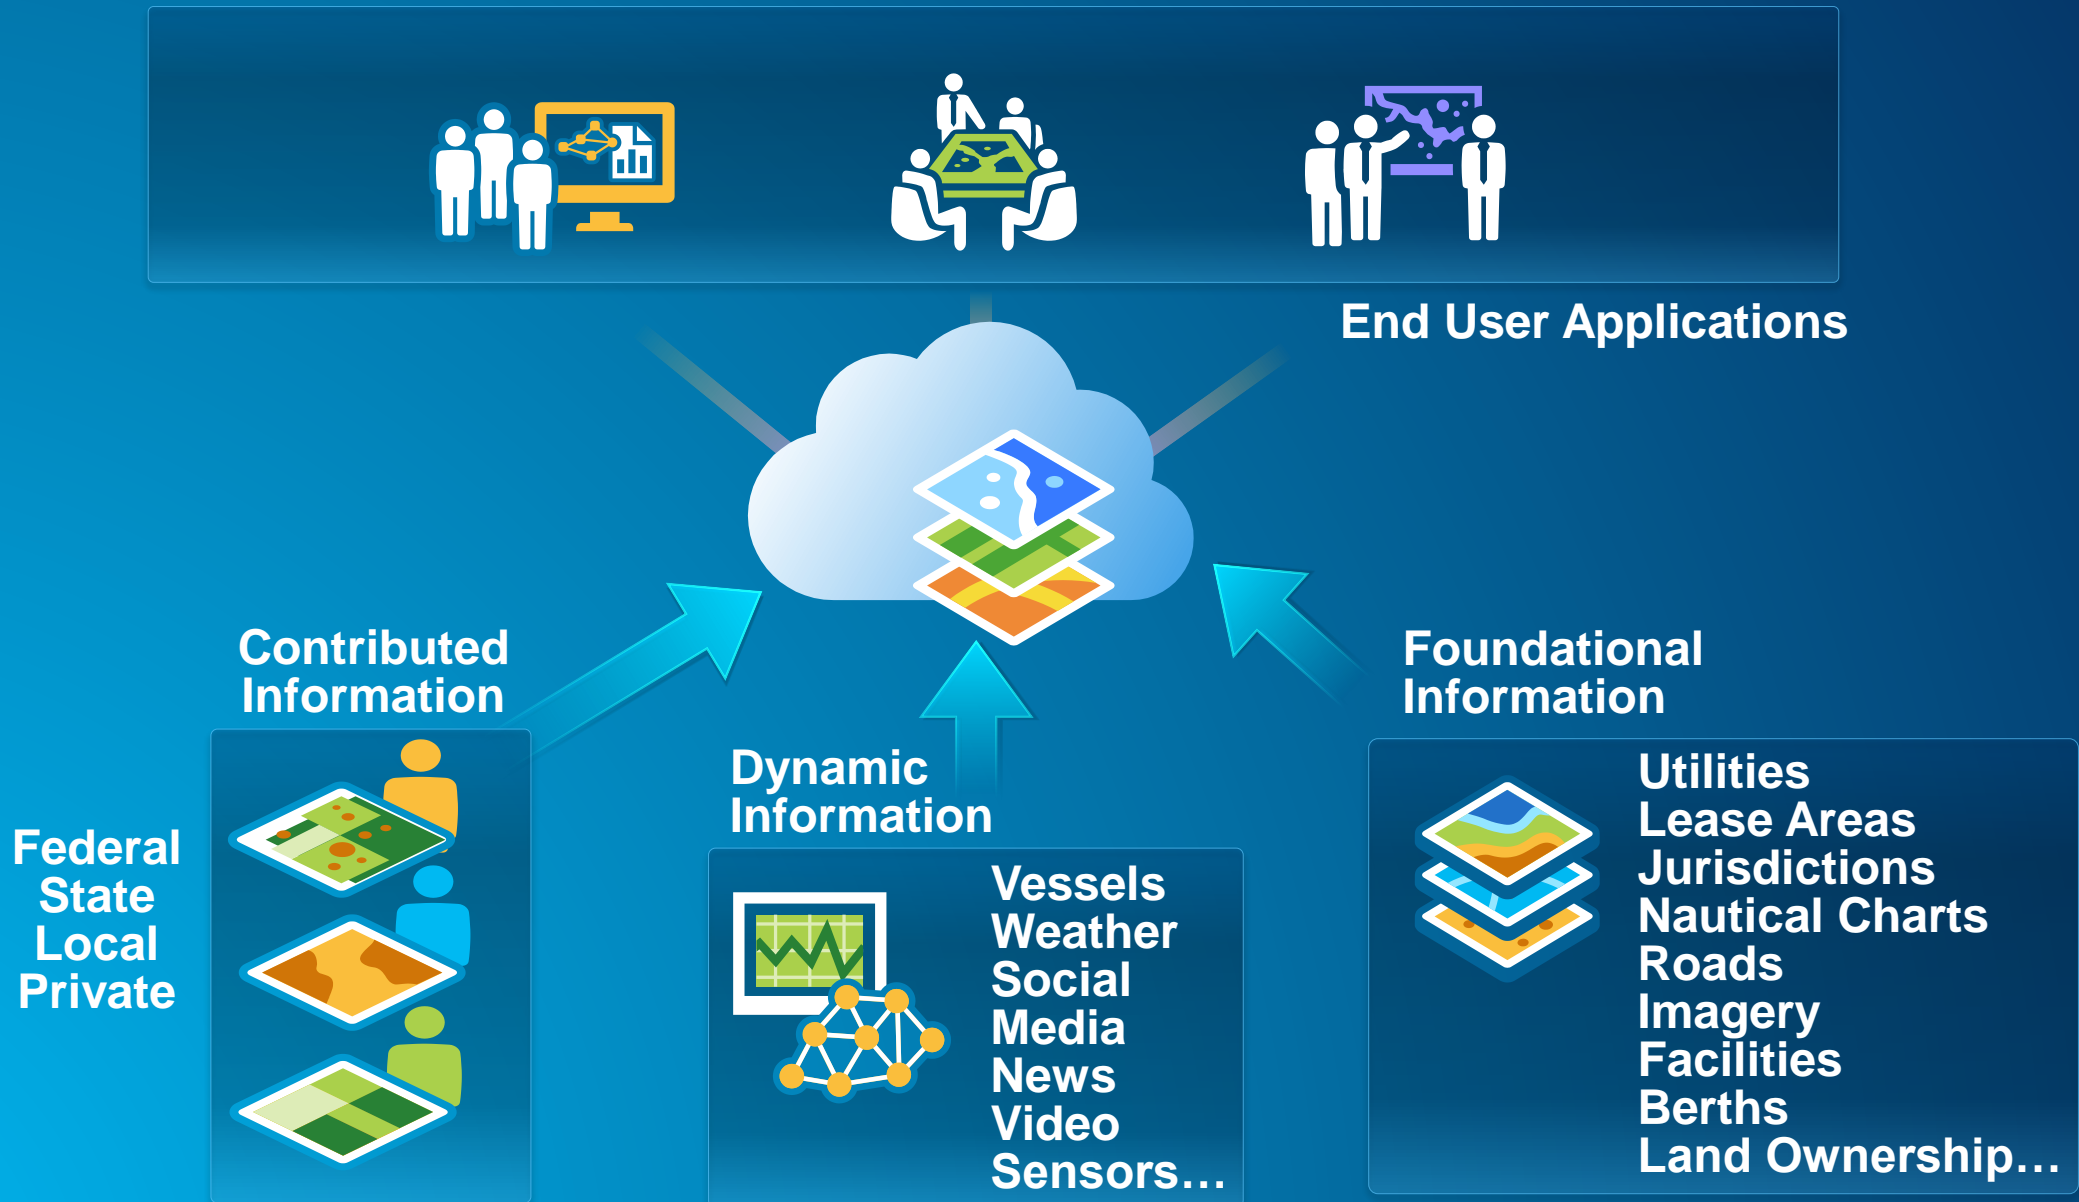 End User Applications
Contributed
Information
Federal
State
Local
Private
Dynamic
Information
Vessels
Weather
Social
Media
News
Video
Sensors…
Foundational
Information
Utilities
Lease Areas
Jurisdictions
Nautical Charts
Roads
Imagery
Facilities
Berths
Land Ownership…